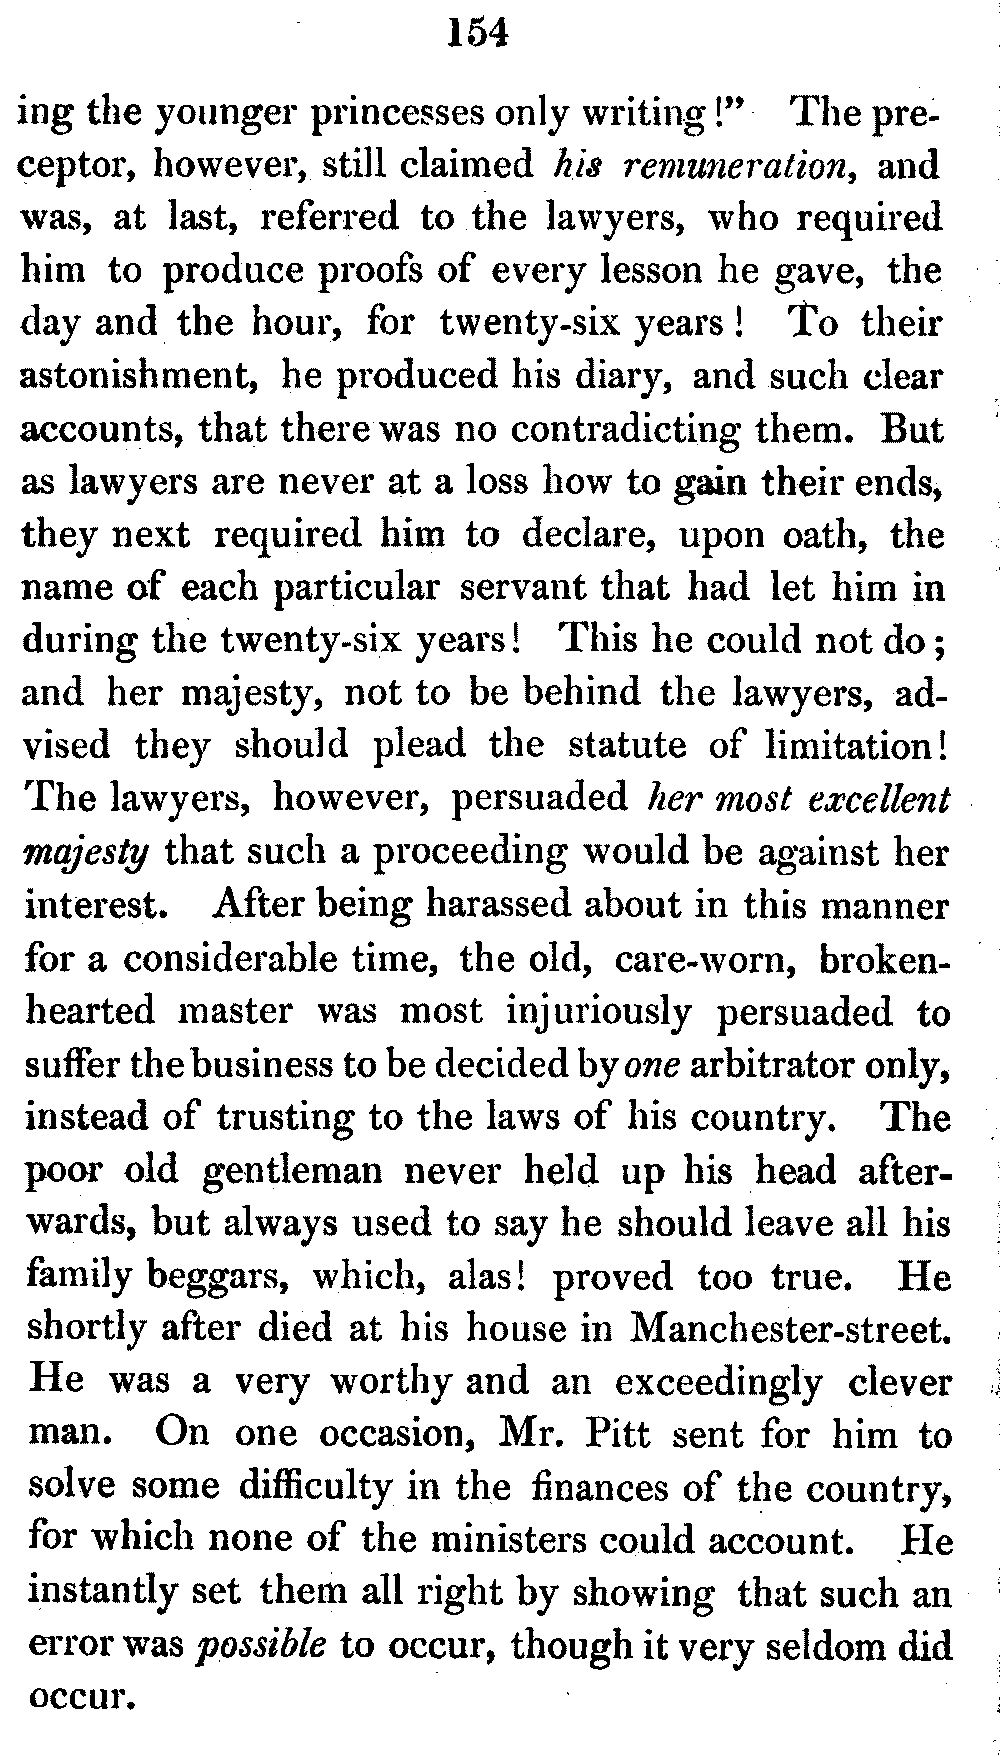 154
ing the younger princesses only writing!” The pre-
ceptor, however, still claimed his remuneration, and
was, at last, referred to the lawyers, who required
him to produce proofs of every lesson he gave, the
day and the hour, for twenty-six years! To their
astonishment, he produced his diary, and such clear
accounts, that there was no contradicting them. But
as lawyers are never at a loss how to gain their ends,
they next required him to declare, upon oath, the
name of each particular servant that had let him in
during the twenty-six years! This he could not do;
and her majesty, not to be behind the lawyers, ad-
vised they should plead the statute of limitation!
The lawyers, however, persuaded her most excellent
majesty that such a proceeding would be against her
interest. After being harassed about in this manner
for a considerable time, the old, care-worn, broken-
hearted master was most injuriously persuaded to
suffer the business to be decided by one arbitrator only,
instead of trusting to the laws of his country. The
poor old gentleman never held up his head after-
wards, but always used to say he should leave all his
family beggars, which, alas! proved too true. He
shortly after died at his house in Manchester-street.
He was a very worthy and an exceedingly clever
man. On one occasion, Mr. Pitt sent for him to
solve some difficulty in the finances of the country,
for which none of the ministers could account. He
instantly set them all right by showing that such an
error was possible to occur, though it very seldom did
occur.